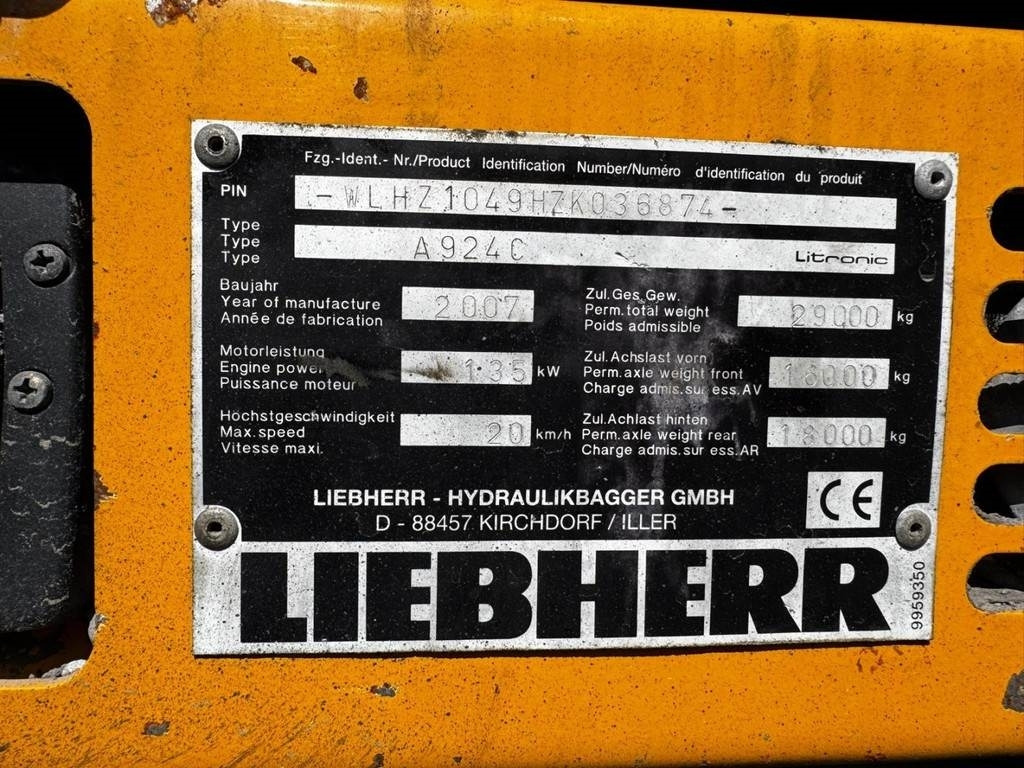 Fzg.-Ident.- Nr./Product Identification Number/Numéro d'identification du produit
PIN -WLHZ1049HZK036874-
Type
Type A924C Litronic
Type
Baujahr
Year of manufacture 2007
Année de fabrication
Zul.Ges.Gew.
Perm.total weight 29000 kg
Poids admissible
Motorleistung
Engine power 135 kW
Puissance moteur
Zul.Achslast vorn
Perm.axle weight front 16000 kg
Charge admis.sur ess.AV
Höchstgeschwindigkeit
Max.speed 20 km/h
Vitesse maxi.
Zul.Achlast hinten
Perm.axle weight rear 18000 kg
Charge admis.sur ess.AR
LIEBHERR - HYDRAULIKBAGGER GMBH
D - 88457 KIRCHDORF / ILLER
CE
LIEBHERR
9959350